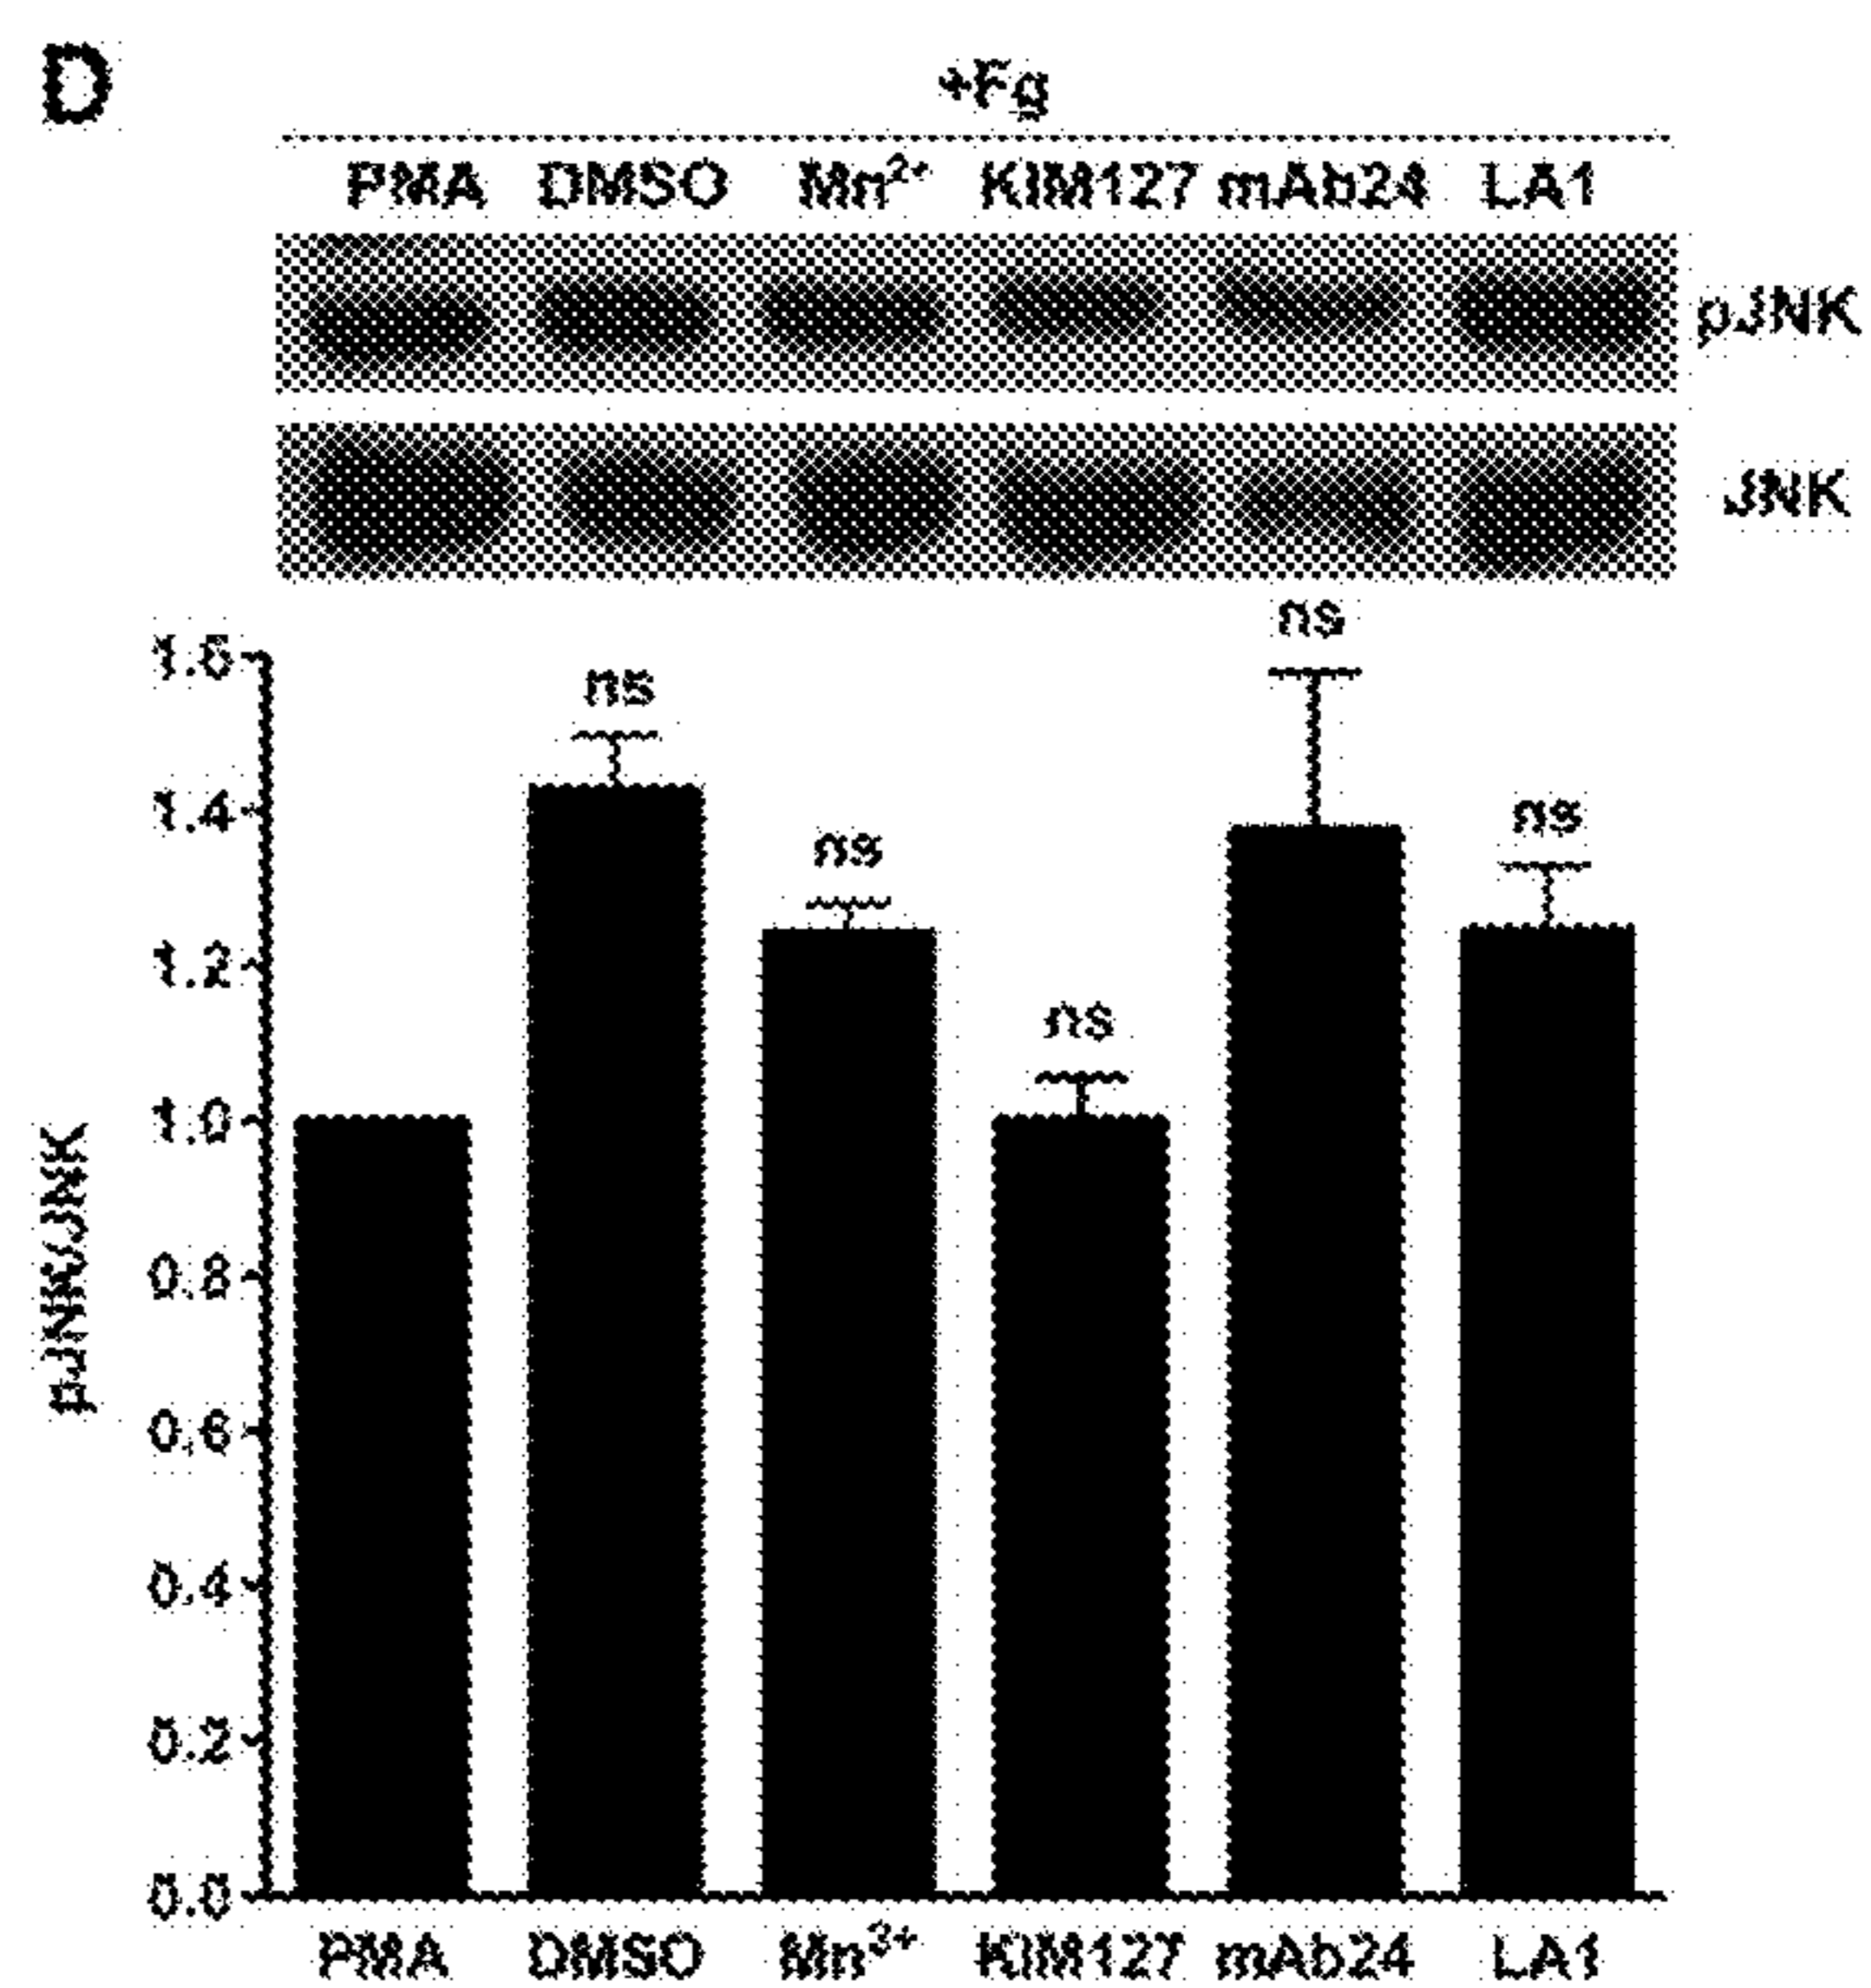 D
+Fg
PMA DMSO Mn²⁺ KIM127 mAb24 LA1
pJNK
JNK
ns
1.6
ns
1.4
ns
ns
1.2
ns
1.0
pJNK/JNK
0.8
0.6
0.4
0.2
0.0
PMA DMSO Mn²⁺ KIM127 mAb24 LA1